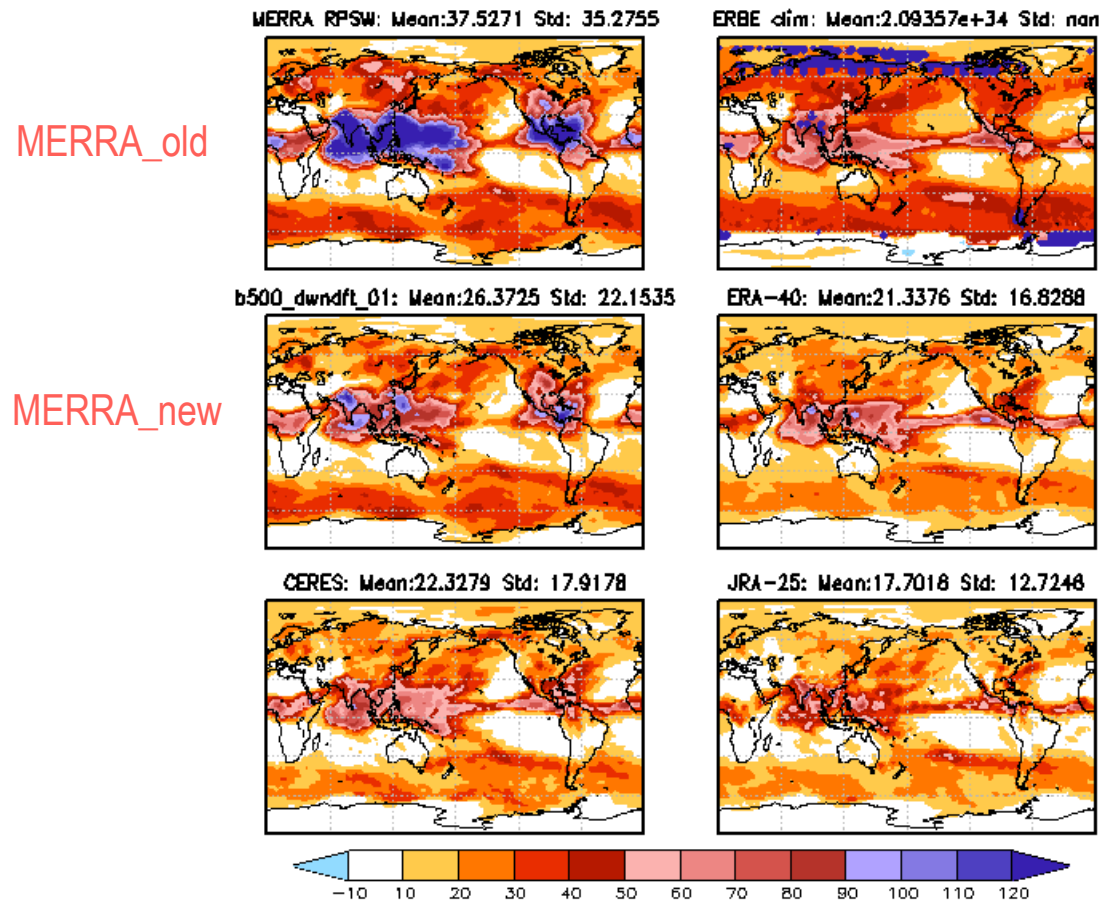 MERRA RPSW: Mean:37.5271 Std: 35.2755
ERBE clim: Mean:2.09357e+34 Std: nan
MERRA_old
b500_dwndft_01: Mean:26.3725 Std: 22.1535
ERA-40: Mean:21.3376 Std: 16.8288
MERRA_new
CERES: Mean:22.3279 Std: 17.9178
JRA-25: Mean:17.7018 Std: 12.7246
-10 10 20 30 40 50 60 70 80 90 100 110 120